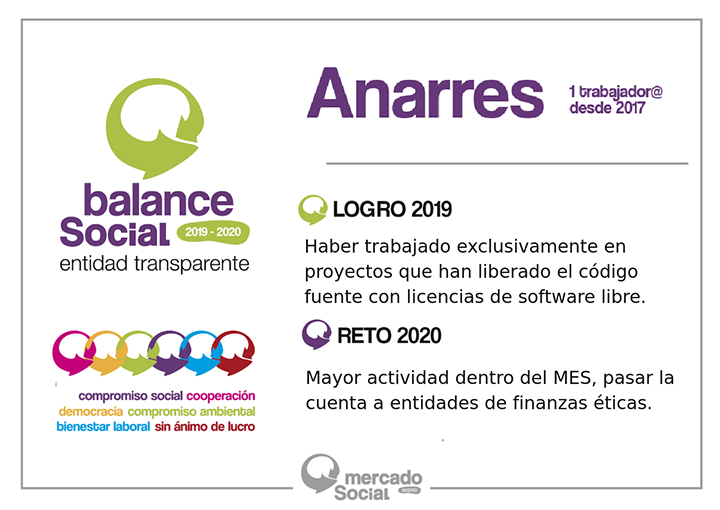 balance
Social 2019 - 2020
entidad transparente
compromiso social cooperación
democracia compromiso ambiental
bienestar laboral sin ánimo de lucro
Anarres
1 trabajador@
desde 2017
LOGRO 2019
Haber trabajado exclusivamente en
proyectos que han liberado el código
fuente con licencias de software libre.
RETO 2020
Mayor actividad dentro del MES, pasar la
cuenta a entidades de finanzas éticas.
mercado
Social MADRID